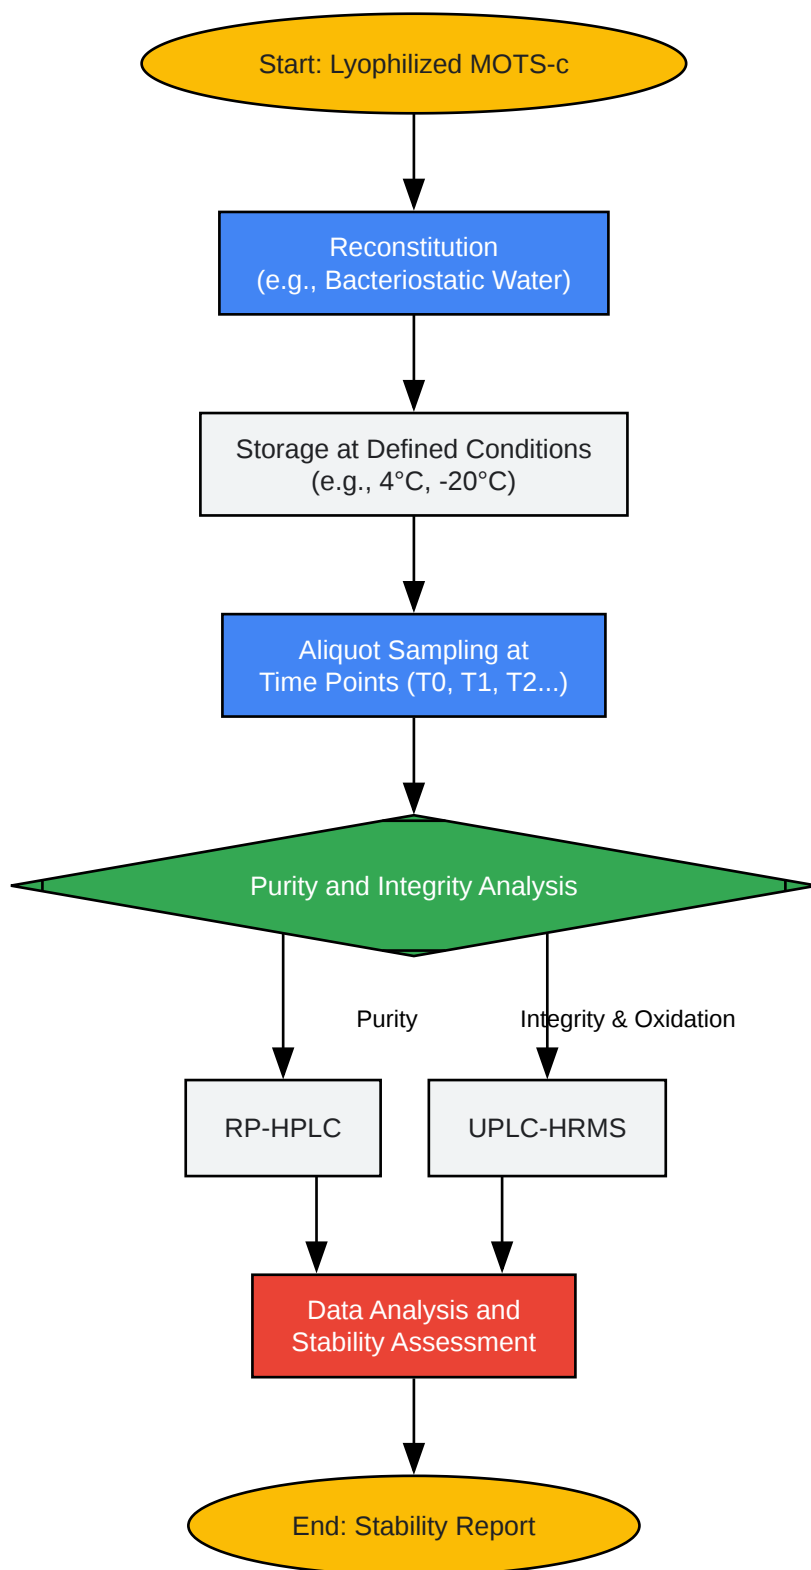 Start: Lyophilized MOTS-c
Reconstitution
(e.g., Bacteriostatic Water)
Storage at Defined Conditions
(e.g., 4°C, -20°C)
Aliquot Sampling at
Time Points (T0, T1, T2...)
Purity and Integrity Analysis
Purity
Integrity & Oxidation
RP-HPLC
UPLC-HRMS
Data Analysis and
Stability Assessment
End: Stability Report